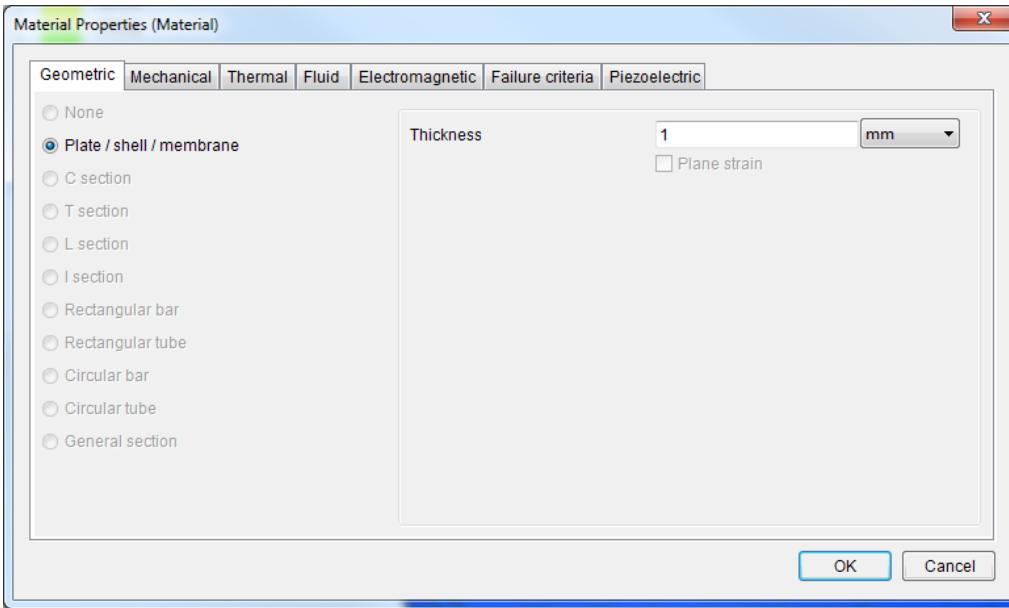 Material Properties (Material)
Geometric Mechanical Thermal Fluid Electromagnetic Failure criteria Piezoelectric
None
Plate / shell / membrane
C section
T section
L section
I section
Rectangular bar
Rectangular tube
Circular bar
Circular tube
General section
Thickness 1 mm
Plane strain
OK Cancel